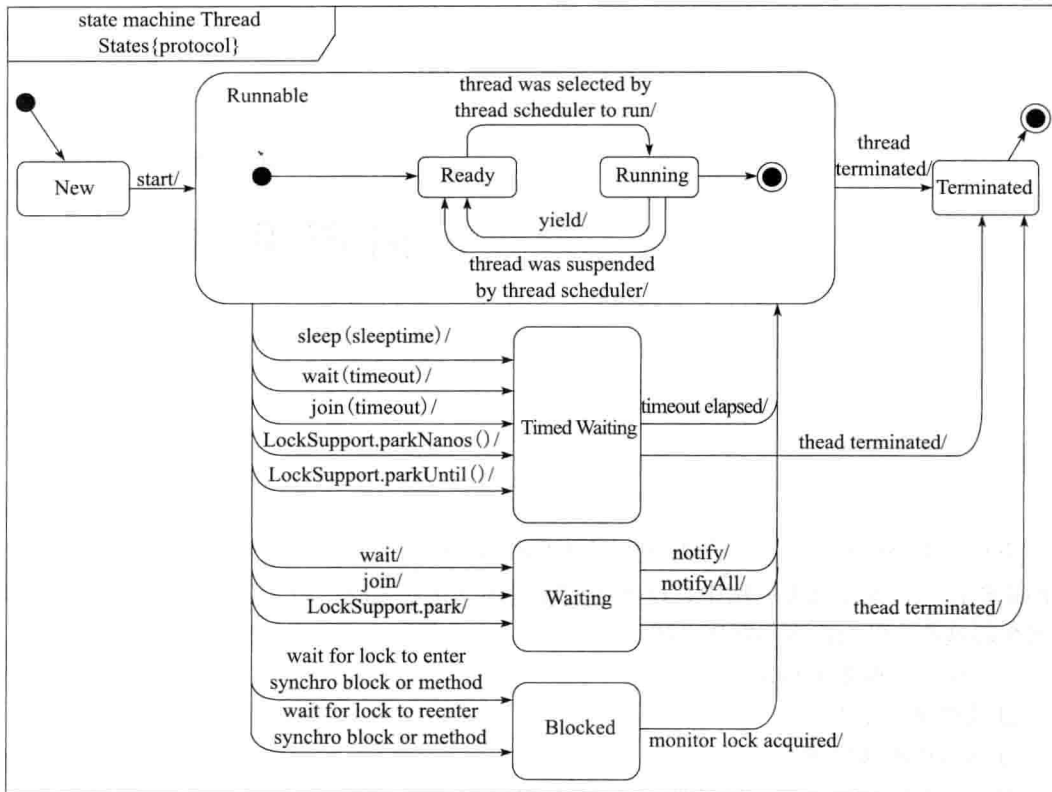 state machine Thread
States{protocol}
Runnable
thread was selected by
thread scheduler to run/
New
start/
Ready
Running
thread
terminated/
Terminated
yield/
thread was suspended
by thread scheduler/
sleep(sleeptime)/
wait(timeout)/
join(timeout)/
LockSupport.parkNanos()/
LockSupport.parkUntil()/
Timed Waiting
timeout elapsed/
thead terminated/
wait/
join/
LockSupport.park/
Waiting
notify/
notifyAll/
thead terminated/
wait for lock to enter
synchro block or method
wait for lock to reenter
synchro block or method
Blocked
monitor lock acquired/